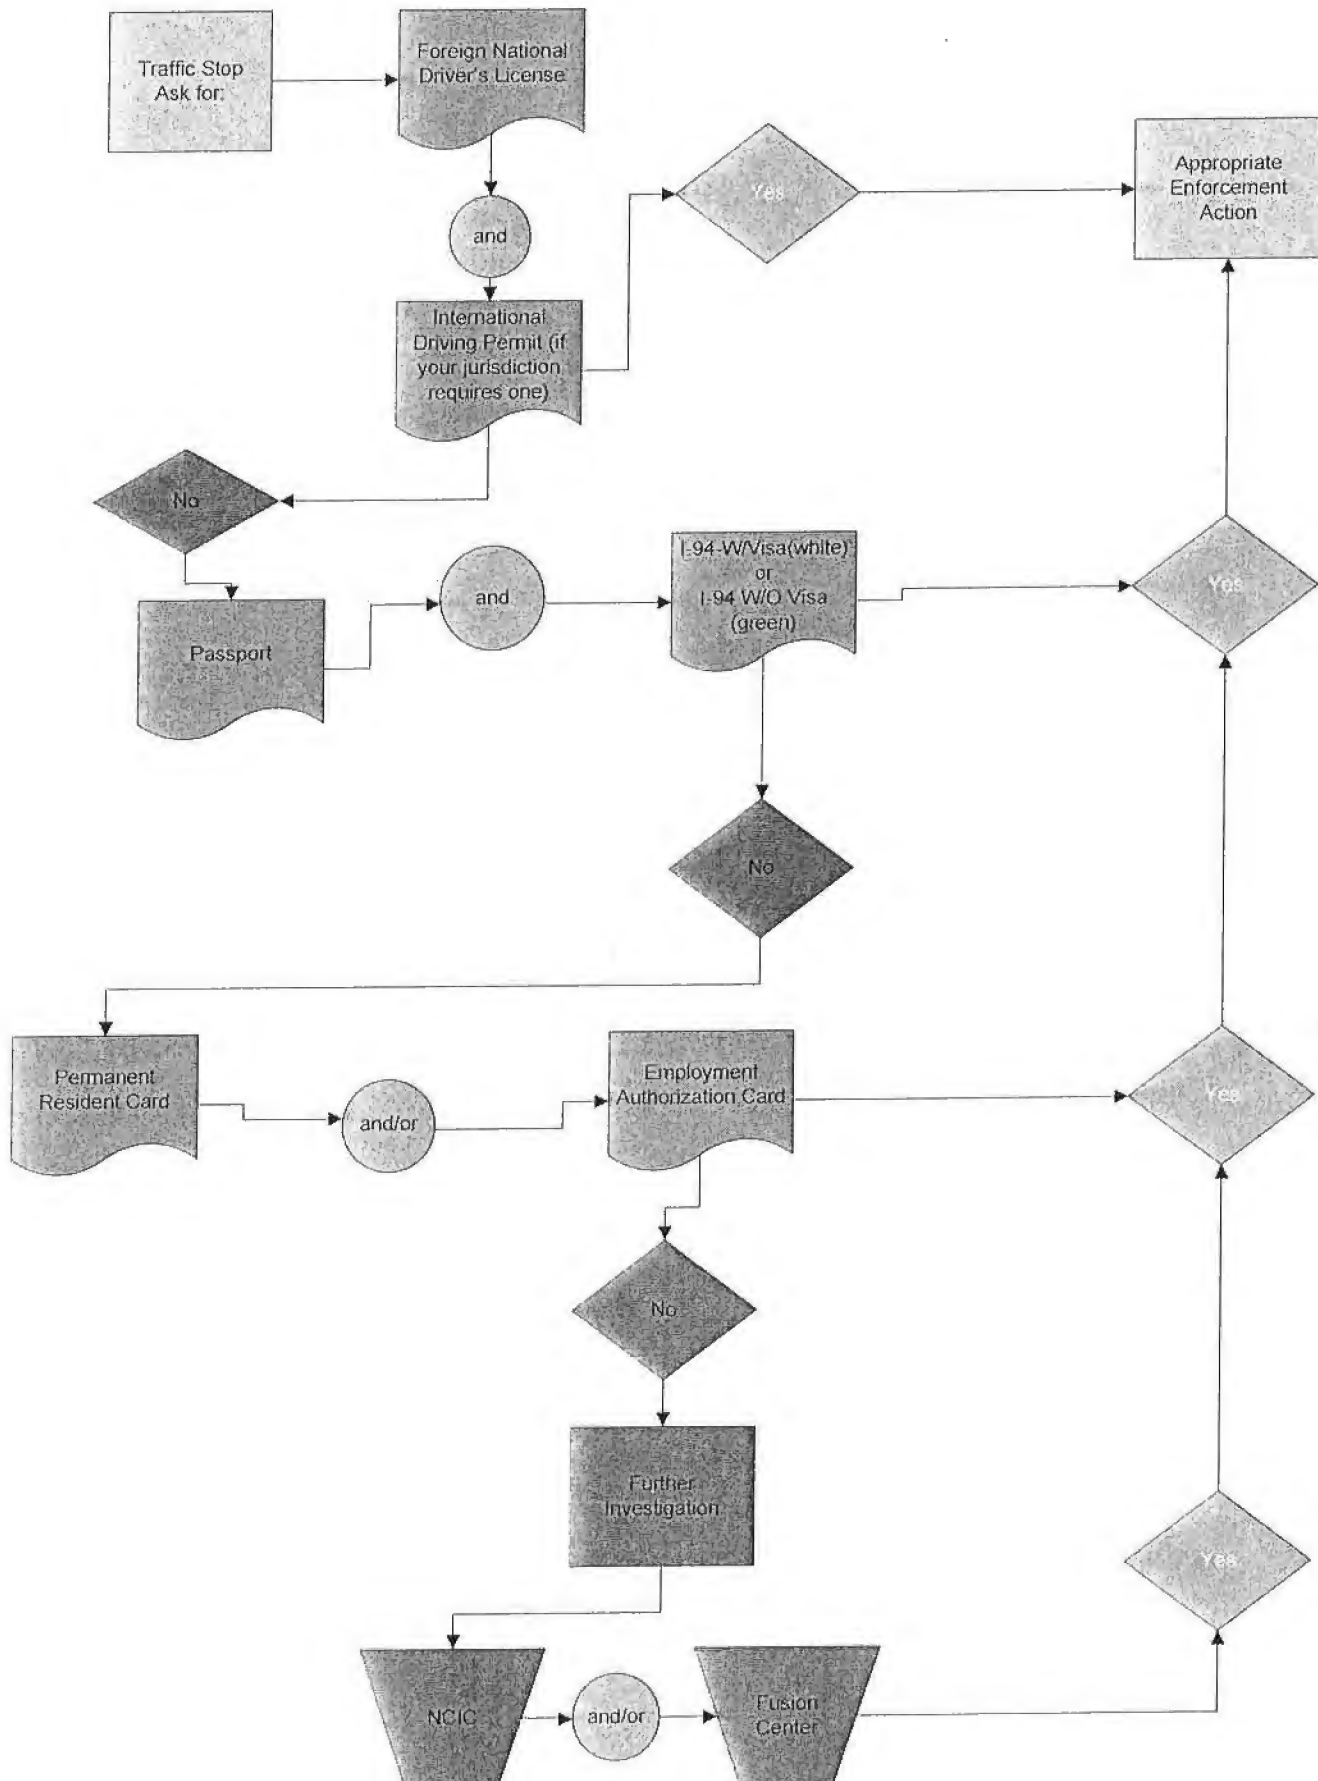 Traffic Stop
Ask for:
Foreign National
Driver's License
and
International
Driving Permit (if
your jurisdiction
requires one)
Yes
Appropriate
Enforcement
Action
No
Passport
and
I-94-W/Visa(white)
or
I-94 W/O Visa
(green)
Yes
No
Permanent
Resident Card
and/or
Employment
Authorization Card
Yes
No
Further
Investigation
Yes
NCIC
and/or
Fusion
Center